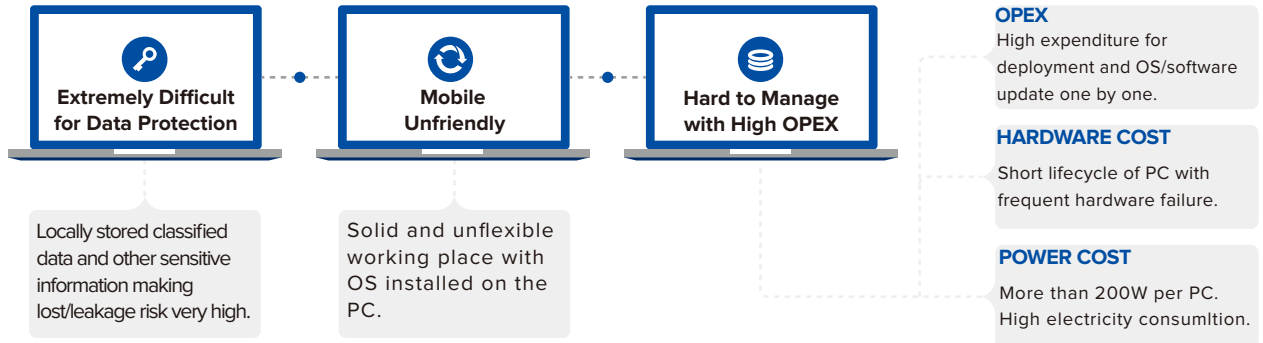 Extremely Difficult
for Data Protection
Mobile
Unfriendly
Hard to Manage
with High OPEX
Locally stored classified
data and other sensitive
information making
lost/leakage risk very high.
Solid and unflexible
working place with
OS installed on the
PC.
OPEX
High expenditure for
deployment and OS/software
update one by one.
HARDWARE COST
Short lifecycle of PC with
frequent hardware failure.
POWER COST
More than 200W per PC.
High electricity consumltion.